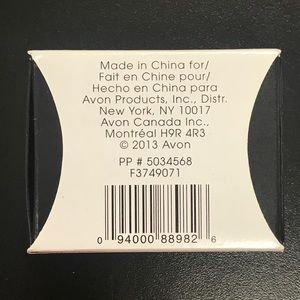 Made in China for/
Fait en Chine pour/
Hecho en China para
Avon Products, Inc., Distr.
New York, NY 10017
Avon Canada Inc.,
Montréal H9R 4R3
© 2013 Avon
PP # 5034568
F3749071
0 94000 88982 6